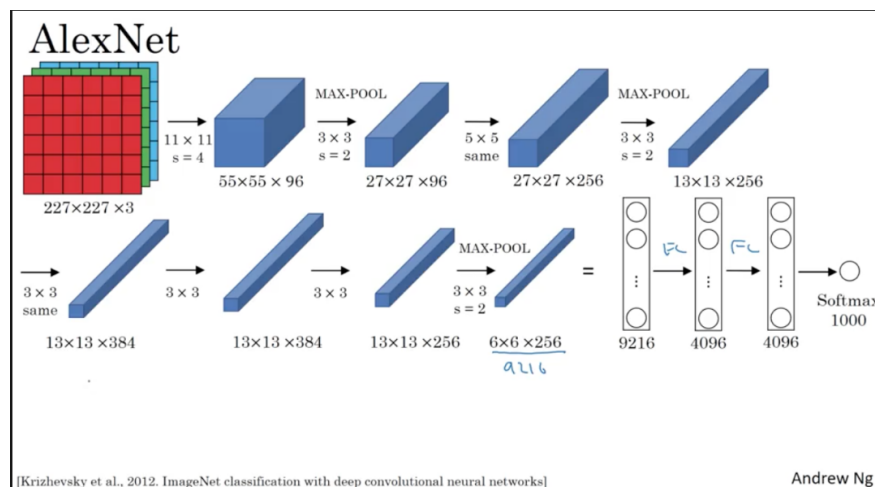 AlexNet
MAX-POOL
MAX-POOL
11 × 11
s = 4
3 × 3
s = 2
5 × 5
same
3 × 3
s = 2
227×227 ×3
55×55 × 96
27×27 ×96
27×27 ×256
13×13 ×256
MAX-POOL
FC
FC
3 × 3
same
3 × 3
3 × 3
3 × 3
s = 2
=
...
...
...
Softmax
1000
13×13 ×384
13×13 ×384
13×13 ×256
6×6 ×256
9216
4096
4096
9216
[Krizhevsky et al., 2012. ImageNet classification with deep convolutional neural networks]
Andrew Ng